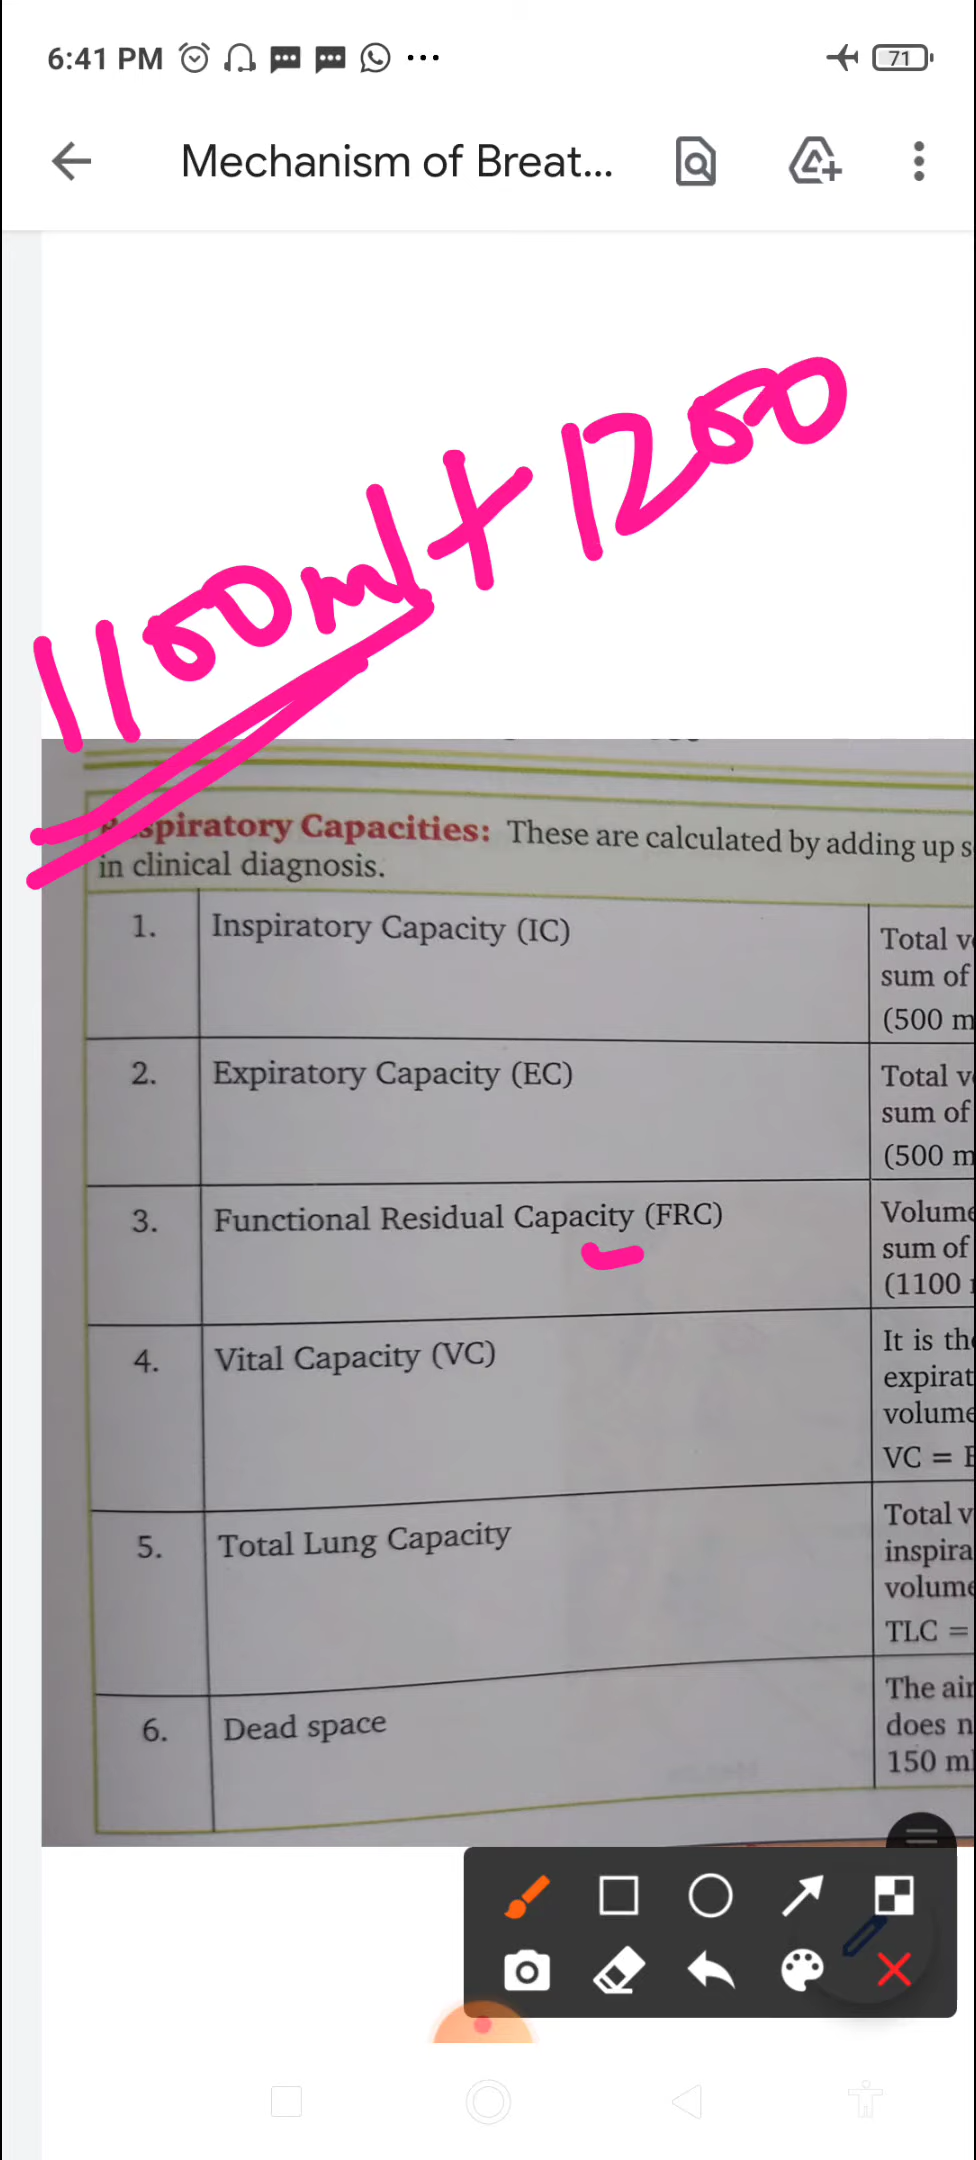 6:41 PM
71
Mechanism of Breat...
1100ml + 1200
Respiratory Capacities: These are calculated by adding up s
in clinical diagnosis.
1. Inspiratory Capacity (IC)
Total v
sum of
(500 m
2. Expiratory Capacity (EC)
Total v
sum of
(500 m
3. Functional Residual Capacity (FRC)
Volume
sum of
(1100
4. Vital Capacity (VC)
It is the
expirat
volume
VC = E
5. Total Lung Capacity
Total v
inspira
volume
TLC =
6. Dead space
The air
does n
150 m